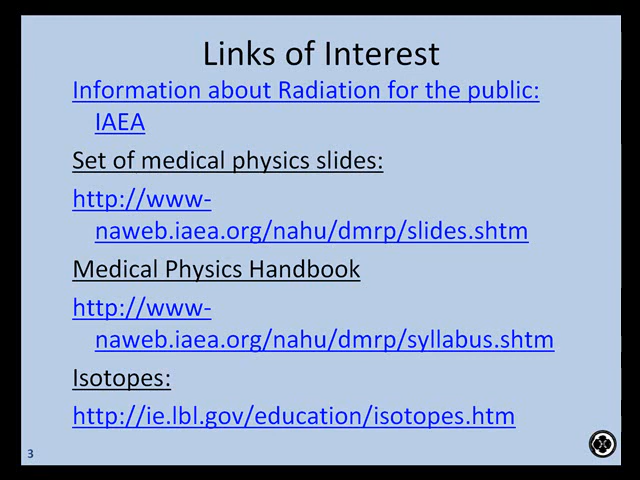 Links of Interest
Information about Radiation for the public:
IAEA
Set of medical physics slides:
http://www-
naweb.iaea.org/nahu/dmrp/slides.shtm
Medical Physics Handbook
http://www-
naweb.iaea.org/nahu/dmrp/syllabus.shtm
Isotopes:
http://ie.lbl.gov/education/isotopes.htm
3